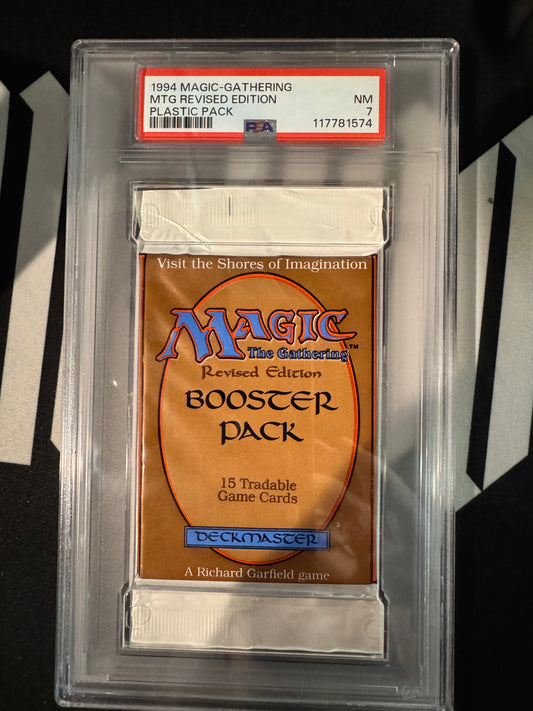 1994 MAGIC-GATHERING
MTG REVISED EDITION NM
PLASTIC PACK 7
PSA 117781574
Visit the Shores of Imagination
MAGIC
The Gathering™
Revised Edition
BOOSTER
PACK
15 Tradable
Game Cards
DECKMASTER
A Richard Garfield game